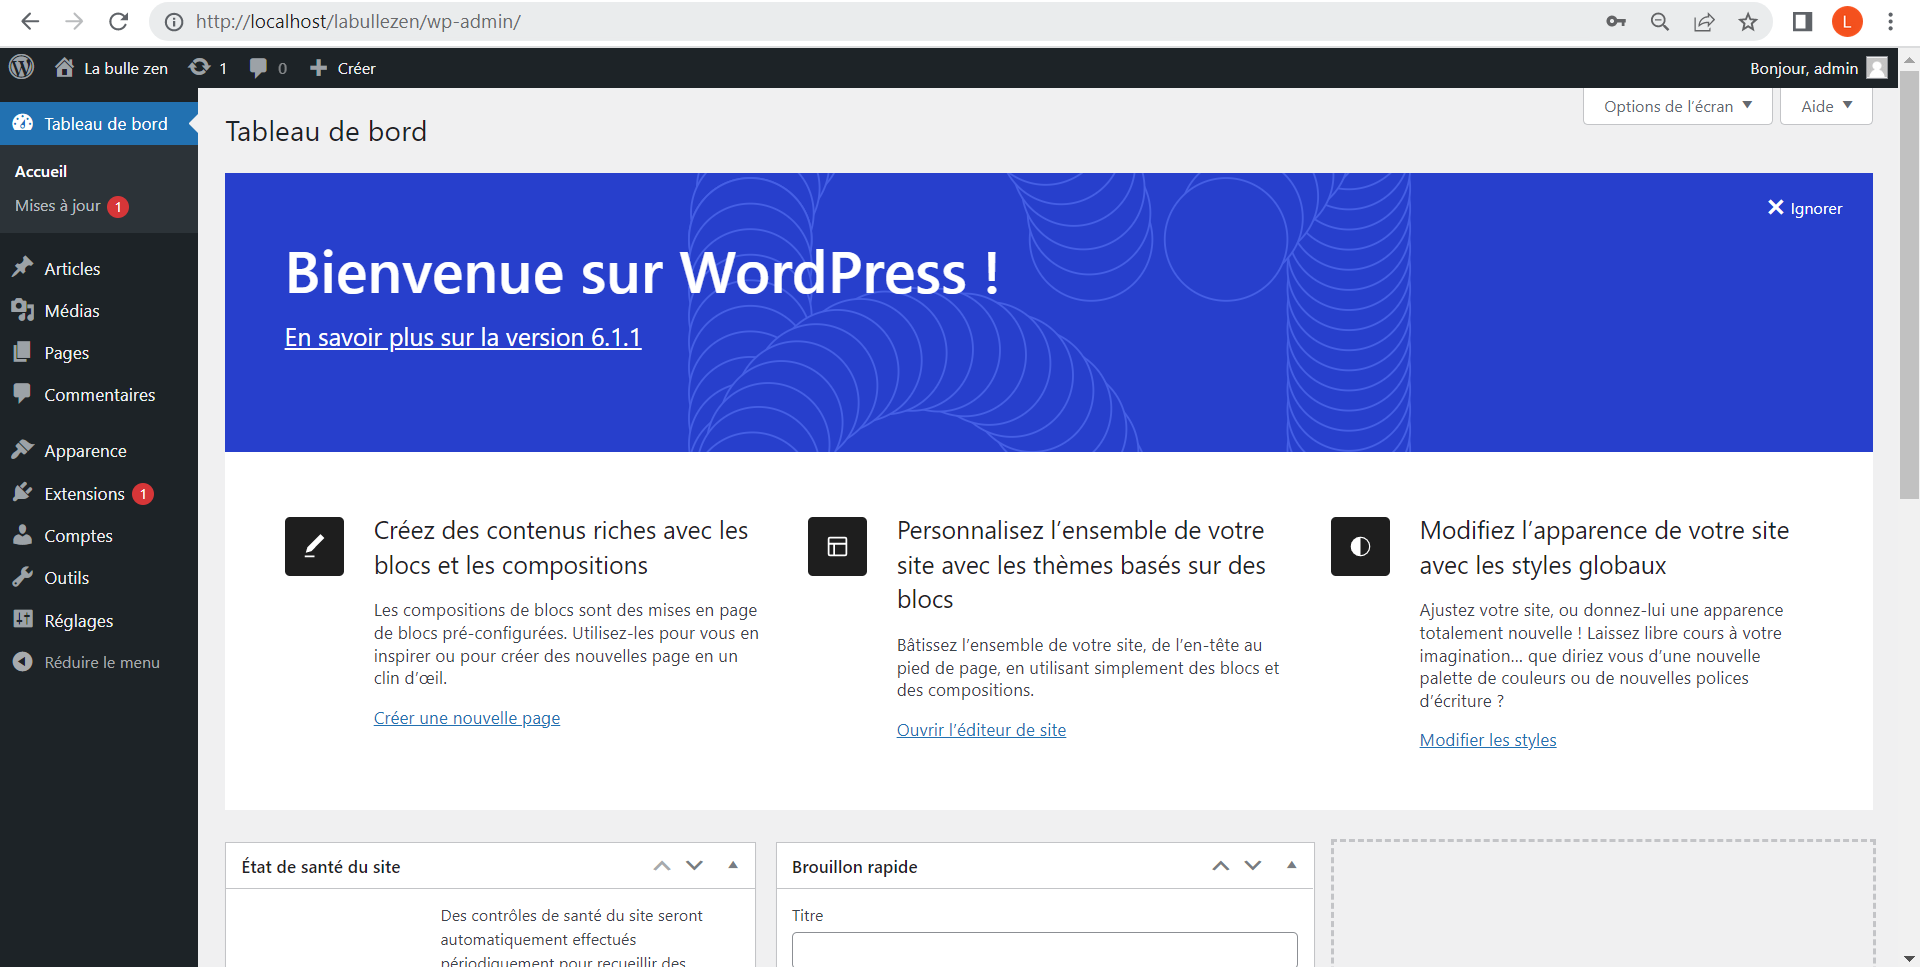 http://localhost/labullezen/wp-admin/
L
La bulle zen
1
0
Créer
Bonjour, admin
Tableau de bord
Accueil
Mises à jour 1
Articles
Médias
Pages
Commentaires
Apparence
Extensions 1
Comptes
Outils
Réglages
Réduire le menu
Options de l’écran
Aide
Tableau de bord
Ignorer
Bienvenue sur WordPress !
En savoir plus sur la version 6.1.1
Créez des contenus riches avec les
blocs et les compositions
Les compositions de blocs sont des mises en page
de blocs pré-configurées. Utilisez-les pour vous en
inspirer ou pour créer des nouvelles page en un
clin d’œil.
Créer une nouvelle page
Personnalisez l’ensemble de votre
site avec les thèmes basés sur des
blocs
Bâtissez l’ensemble de votre site, de l’en-tête au
pied de page, en utilisant simplement des blocs et
des compositions.
Ouvrir l’éditeur de site
Modifiez l’apparence de votre site
avec les styles globaux
Ajustez votre site, ou donnez-lui une apparence
totalement nouvelle ! Laissez libre cours à votre
imagination… que diriez vous d’une nouvelle
palette de couleurs ou de nouvelles polices
d’écriture ?
Modifier les styles
État de santé du site
Des contrôles de santé du site seront
automatiquement effectués
périodiquement pour recueillir des
Brouillon rapide
Titre